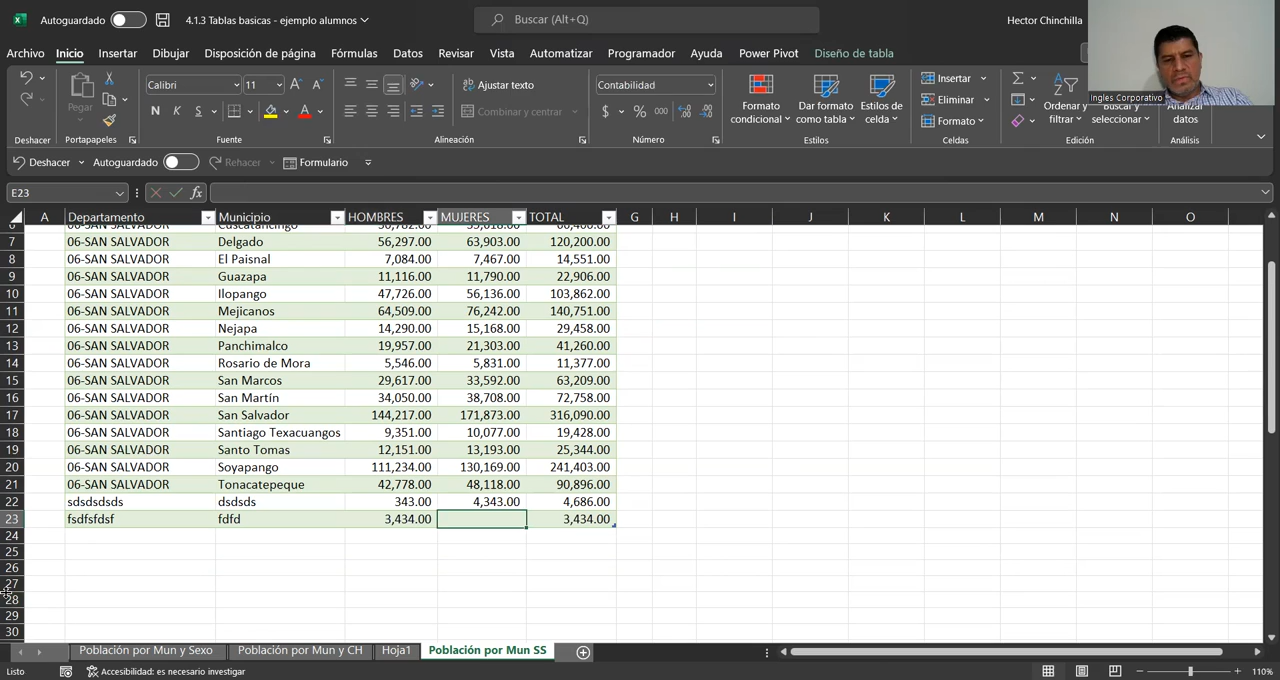 Autoguardado
4.1.3 Tablas basicas - ejemplo alumnos
Buscar (Alt+Q)
Hector Chinchilla
Archivo Inicio Insertar Dibujar Disposición de página Fórmulas Datos Revisar Vista Automatizar Programador Ayuda Power Pivot Diseño de tabla
Pegar
Calibri 11
N K S
Ajustar texto
Combinar y centrar
Contabilidad
$ % 000
Formato condicional
Dar formato como tabla
Estilos de celda
Insertar
Eliminar
Formato
Ordenar y filtrar
Buscar y seleccionar
Analizar datos
Ingles Corporativo
Deshacer Portapapeles Fuente Alineación Número Estilos Celdas Edición Análisis
Deshacer Autoguardado Rehacer Formulario
E23 fx
A Departamento Municipio HOMBRES MUJERES TOTAL G H I J K L M N O
7 06-SAN SALVADOR Delgado 56,297.00 63,903.00 120,200.00
8 06-SAN SALVADOR El Paisnal 7,084.00 7,467.00 14,551.00
9 06-SAN SALVADOR Guazapa 11,116.00 11,790.00 22,906.00
10 06-SAN SALVADOR Ilopango 47,726.00 56,136.00 103,862.00
11 06-SAN SALVADOR Mejicanos 64,509.00 76,242.00 140,751.00
12 06-SAN SALVADOR Nejapa 14,290.00 15,168.00 29,458.00
13 06-SAN SALVADOR Panchimalco 19,957.00 21,303.00 41,260.00
14 06-SAN SALVADOR Rosario de Mora 5,546.00 5,831.00 11,377.00
15 06-SAN SALVADOR San Marcos 29,617.00 33,592.00 63,209.00
16 06-SAN SALVADOR San Martín 34,050.00 38,708.00 72,758.00
17 06-SAN SALVADOR San Salvador 144,217.00 171,873.00 316,090.00
18 06-SAN SALVADOR Santiago Texacuangos 9,351.00 10,077.00 19,428.00
19 06-SAN SALVADOR Santo Tomas 12,151.00 13,193.00 25,344.00
20 06-SAN SALVADOR Soyapango 111,234.00 130,169.00 241,403.00
21 06-SAN SALVADOR Tonacatepeque 42,778.00 48,118.00 90,896.00
22 sdsdsdsds dsdsds 343.00 4,343.00 4,686.00
23 fsdfsfdsf fdfd 3,434.00 3,434.00
24
25
26
27
28
29
30
Población por Mun y Sexo Población por Mun y CH Hoja1 Población por Mun SS
Listo Accesibilidad: es necesario investigar 110%